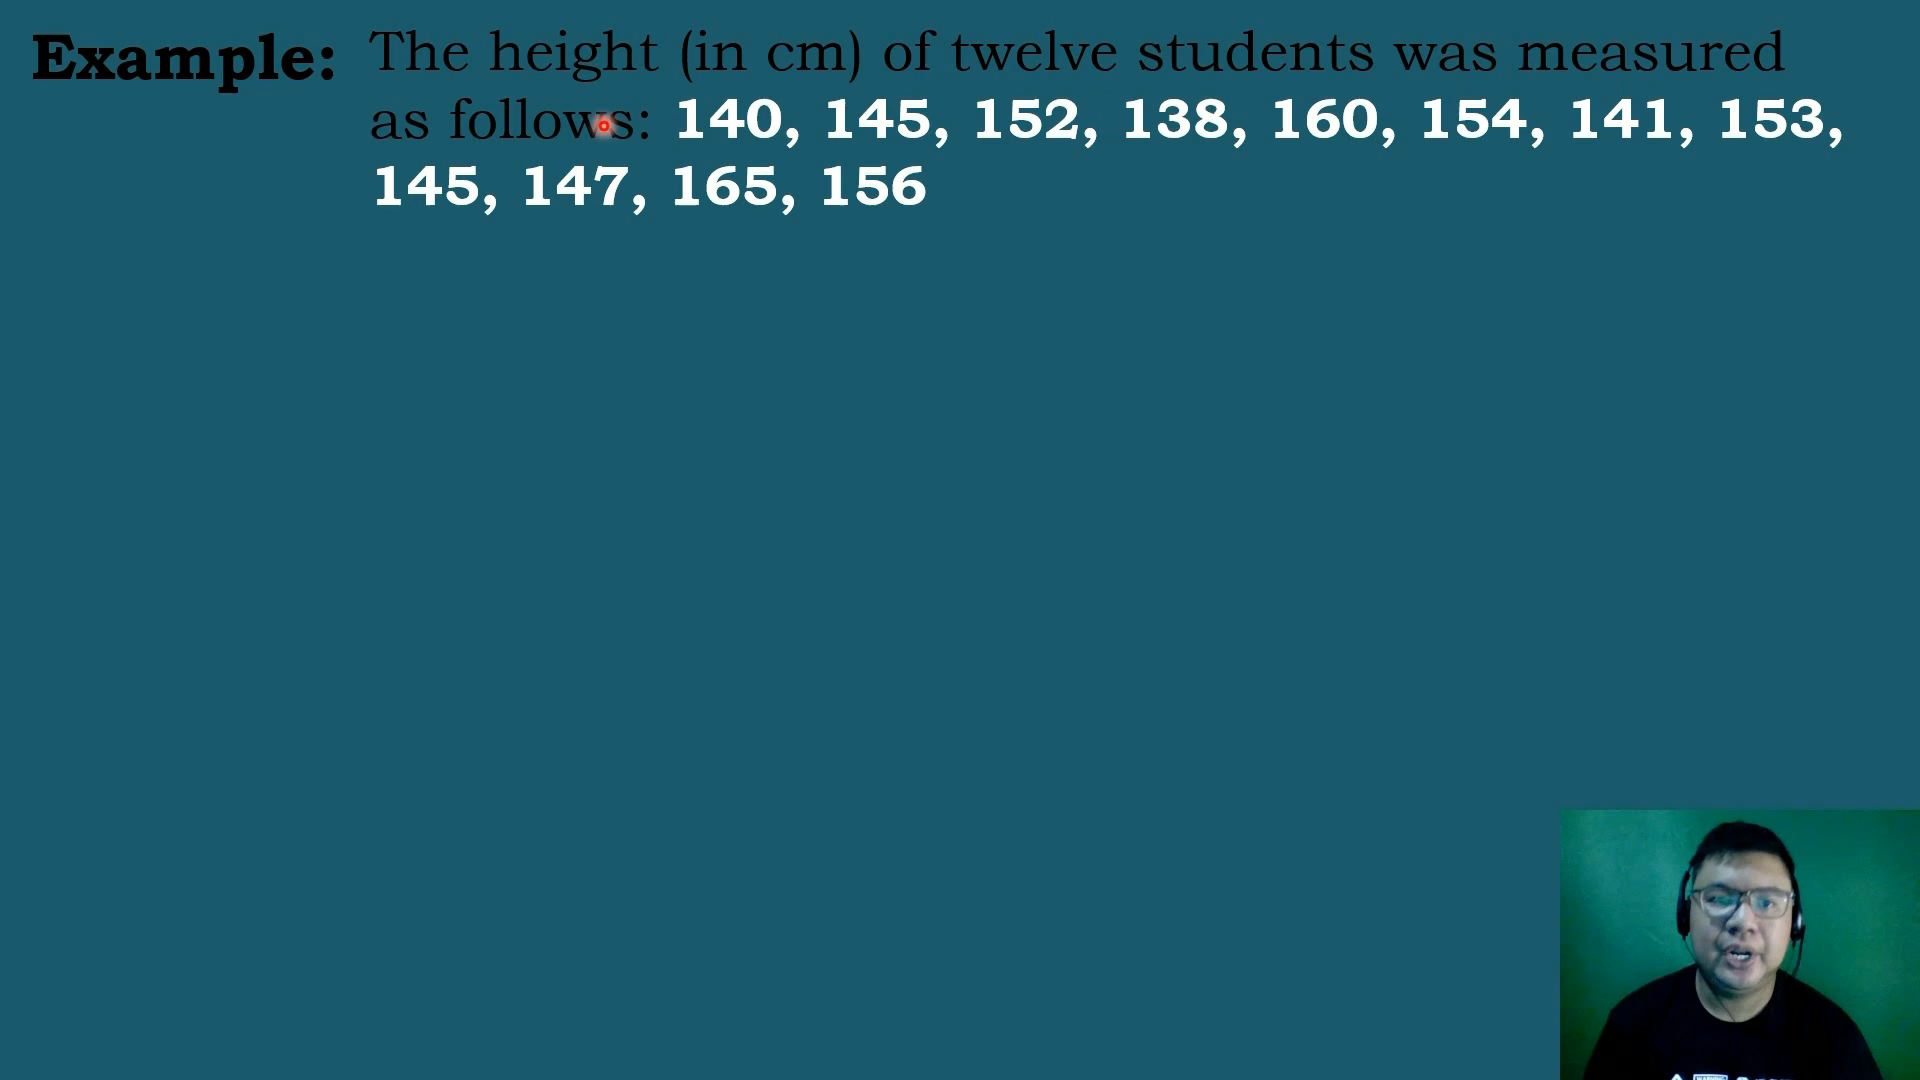 Example: The height (in cm) of twelve students was measured
as follows: 140, 145, 152, 138, 160, 154, 141, 153,
145, 147, 165, 156